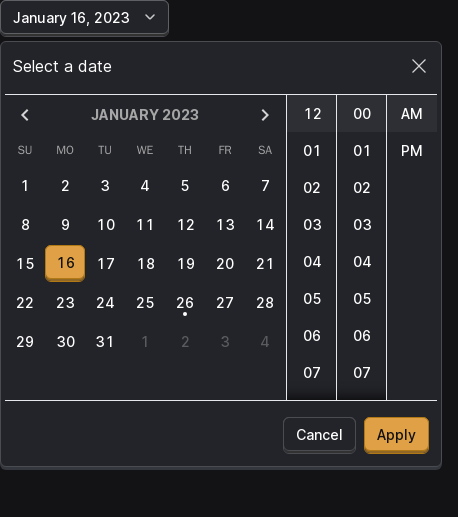 January 16, 2023
Select a date
JANUARY 2023
SU MO TU WE TH FR SA
1 2 3 4 5 6 7
8 9 10 11 12 13 14
15 16 17 18 19 20 21
22 23 24 25 26 27 28
29 30 31 1 2 3 4
12 00 AM
01 01 PM
02 02
03 03
04 04
05 05
06 06
07 07
Cancel Apply